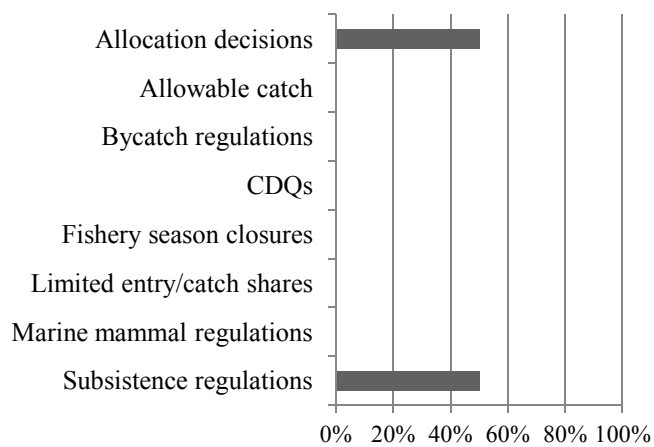 Allocation decisions
Allowable catch
Bycatch regulations
CDQs
Fishery season closures
Limited entry/catch shares
Marine mammal regulations
Subsistence regulations
0% 20% 40% 60% 80% 100%